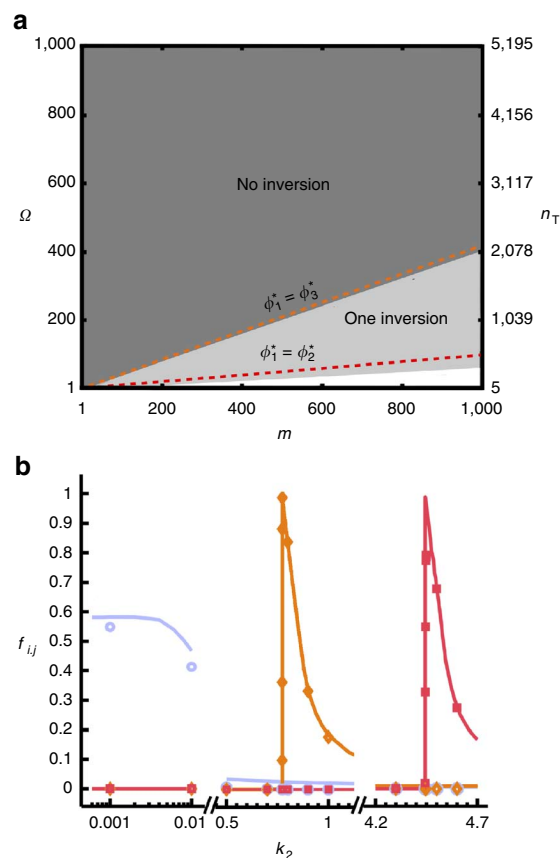 a
1,000
800
600
Ω
400
200
1
5,195
4,156
3,117
n_T
2,078
1,039
5
No inversion
ϕ₁* = ϕ₃*
One inversion
ϕ₁* = ϕ₂*
1 200 400 600 800 1,000
m
b
1
0.9
0.8
0.7
0.6
0.5
f_i,j
0.4
0.3
0.2
0.1
0
0.001 0.01 0.5 1 4.2 4.7
k₂